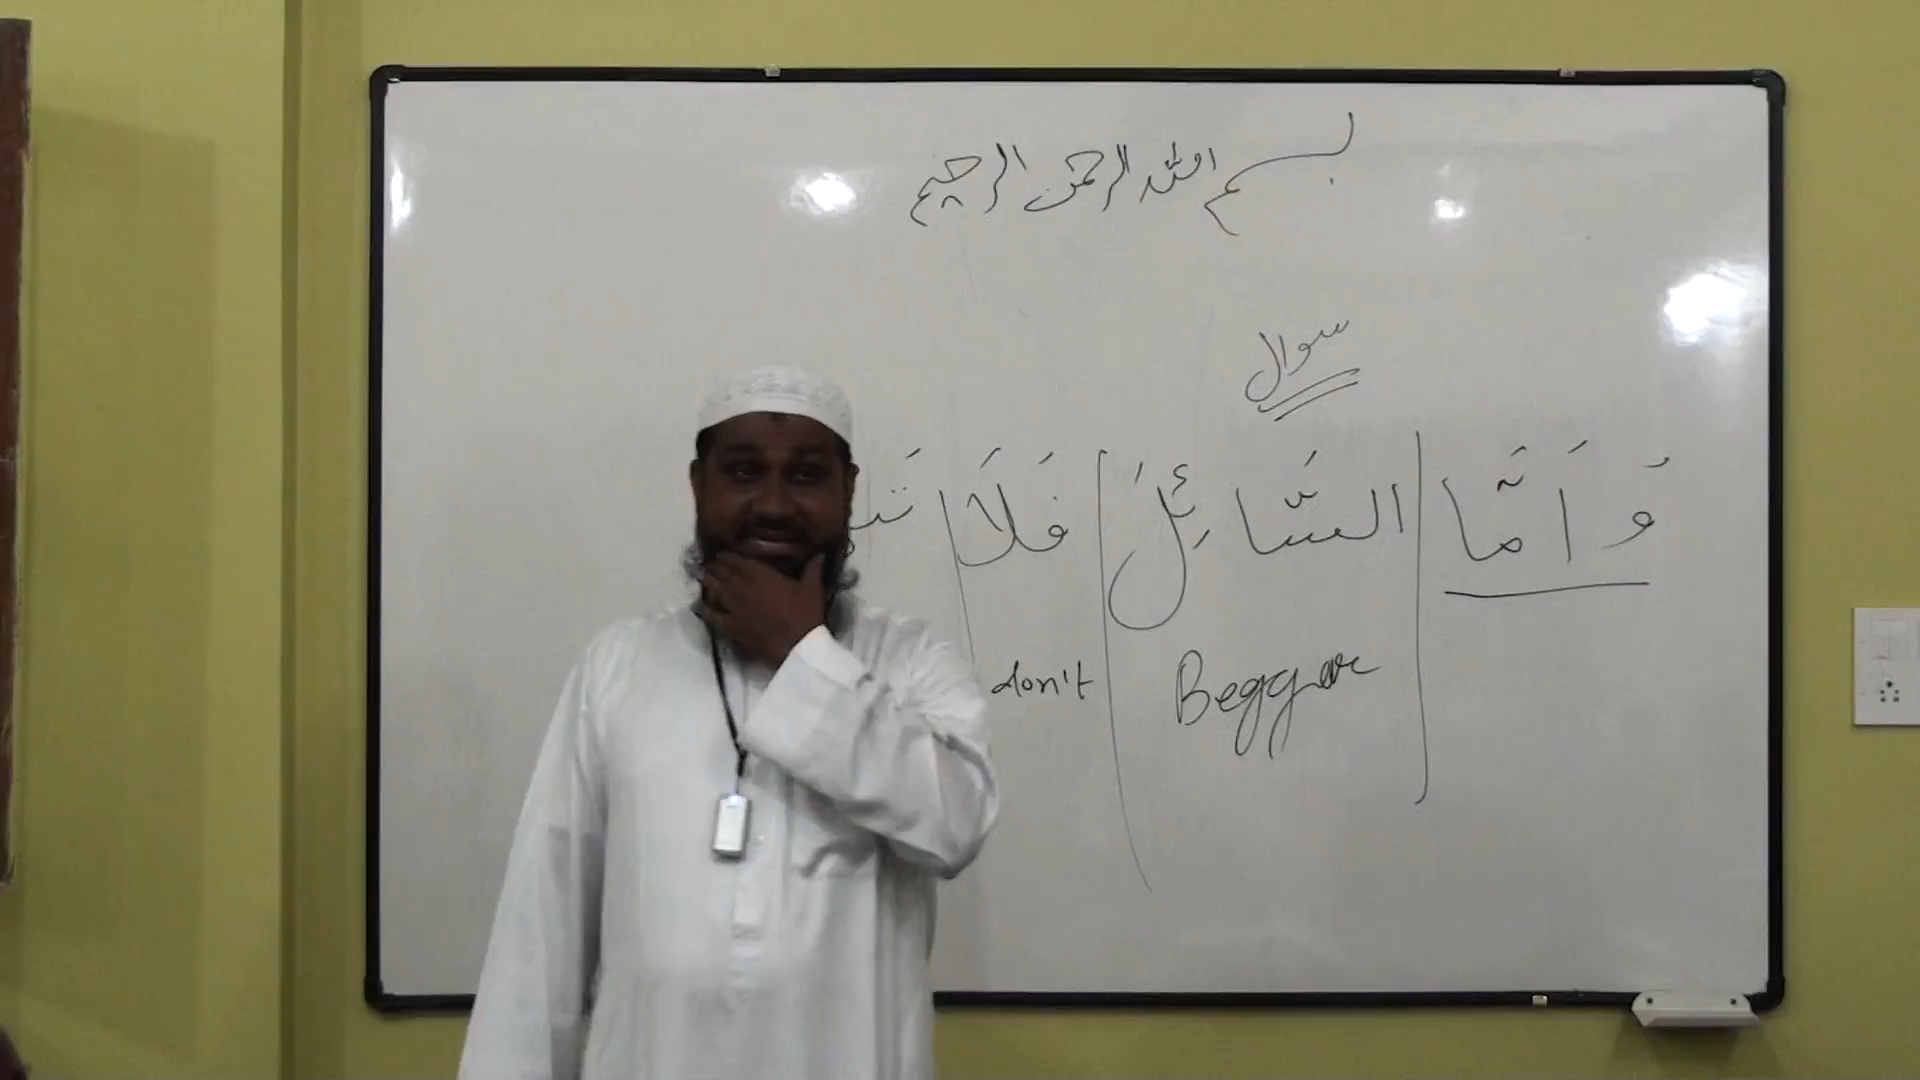 بسم الله الرحمن الرحيم
سوال
وَ اَمَّا السَّائِلَ فَلَا
don't Beggar